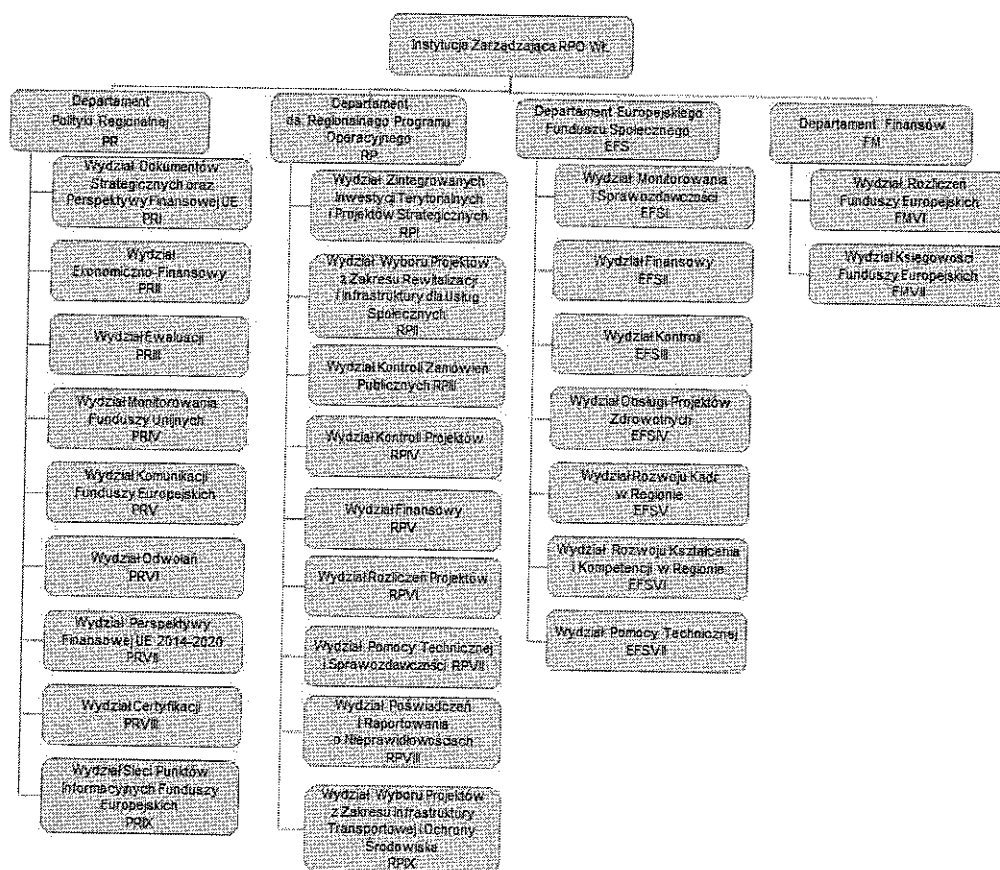 Instytucja Zarządzająca RPO WŁ
Departament
Polityki Regionalnej
PR
Wydział Dokumentów
Strategicznych oraz
Perspektywy Finansowej UE
PRI
Wydział
Ekonomiczno-Finansowy
PRII
Wydział Ewaluacji
PRIII
Wydział Monitorowania
Funduszy Unijnych
PRIV
Wydział Komunikacji
Funduszy Europejskich
PRV
Wydział Odwołań
PRVI
Wydział Perspektywy
Finansowej UE 2014-2020
PRVII
Wydział Certyfikacji
PRVIII
Wydział Sieci Punktów
Informacyjnych Funduszy
Europejskich
PRIX
Departament
ds. Regionalnego Programu
Operacyjnego
RP
Wydział Zintegrowanych
Inwestycji Terytorialnych
i Projektów Strategicznych
RPI
Wydział Wyboru Projektów
z Zakresu Rewitalizacji
i Infrastruktury dla Usług
Społecznych
RPII
Wydział Kontroli Zamówień
Publicznych RPIII
Wydział Kontroli Projektów
RPIV
Wydział Finansowy
RPV
Wydział Rozliczeń Projektów
RPVI
Wydział Pomocy Technicznej
i Sprawozdawczości RPVII
Wydział Poświadczeń
i Raportowania
o Nieprawidłowościach
RPVIII
Wydział Wyboru Projektów
z Zakresu Infrastruktury
Transportowej i Ochrony
Środowiska
RPIX
Departament Europejskiego
Funduszu Społecznego
EFS
Wydział Monitorowania
i Sprawozdawczości
EFSI
Wydział Finansowy
EFSII
Wydział Kontroli
EFSIII
Wydział Obsługi Projektów
Zdrowotnych
EFSIV
Wydział Rozwoju Kadr
w Regionie
EFSV
Wydział Rozwoju Kształcenia
i Kompetencji w Regionie
EFSVI
Wydział Pomocy Technicznej
EFSVII
Departament Finansów
FM
Wydział Rozliczeń
Funduszy Europejskich
FMVI
Wydział Księgowości
Funduszy Europejskich
FMVII